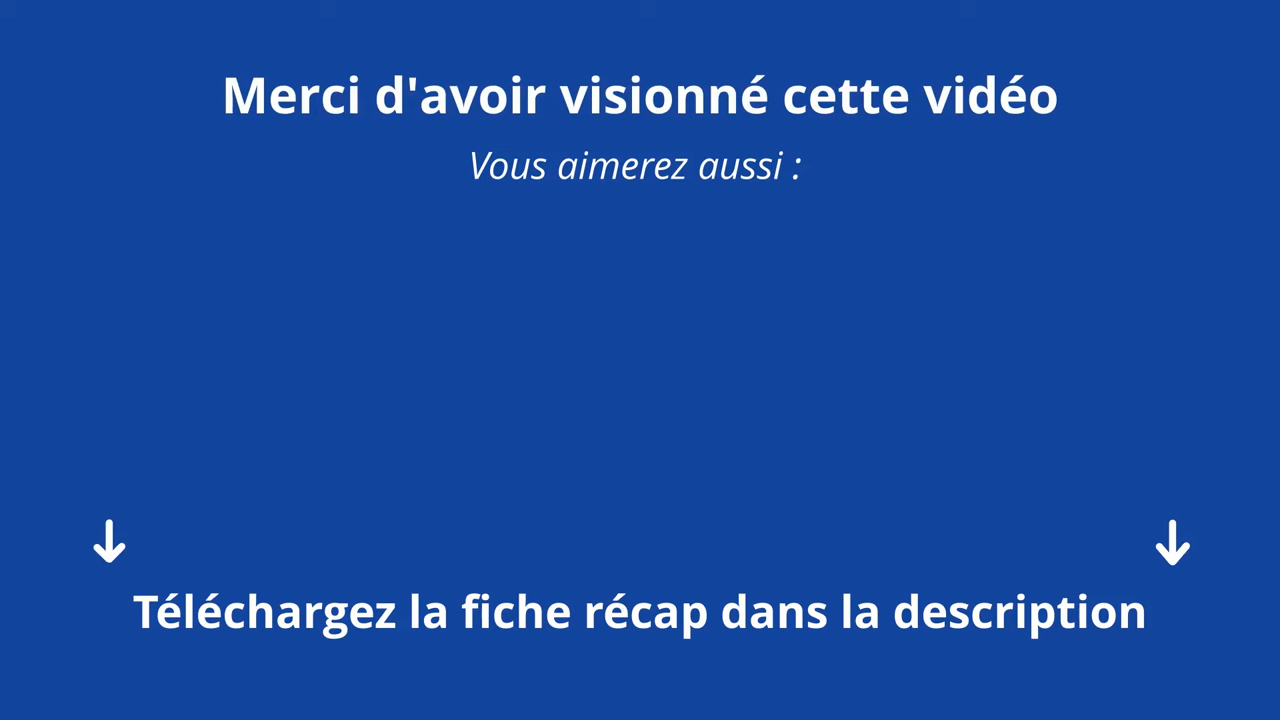 Merci d'avoir visionné cette vidéo
Vous aimerez aussi :
Téléchargez la fiche récap dans la description